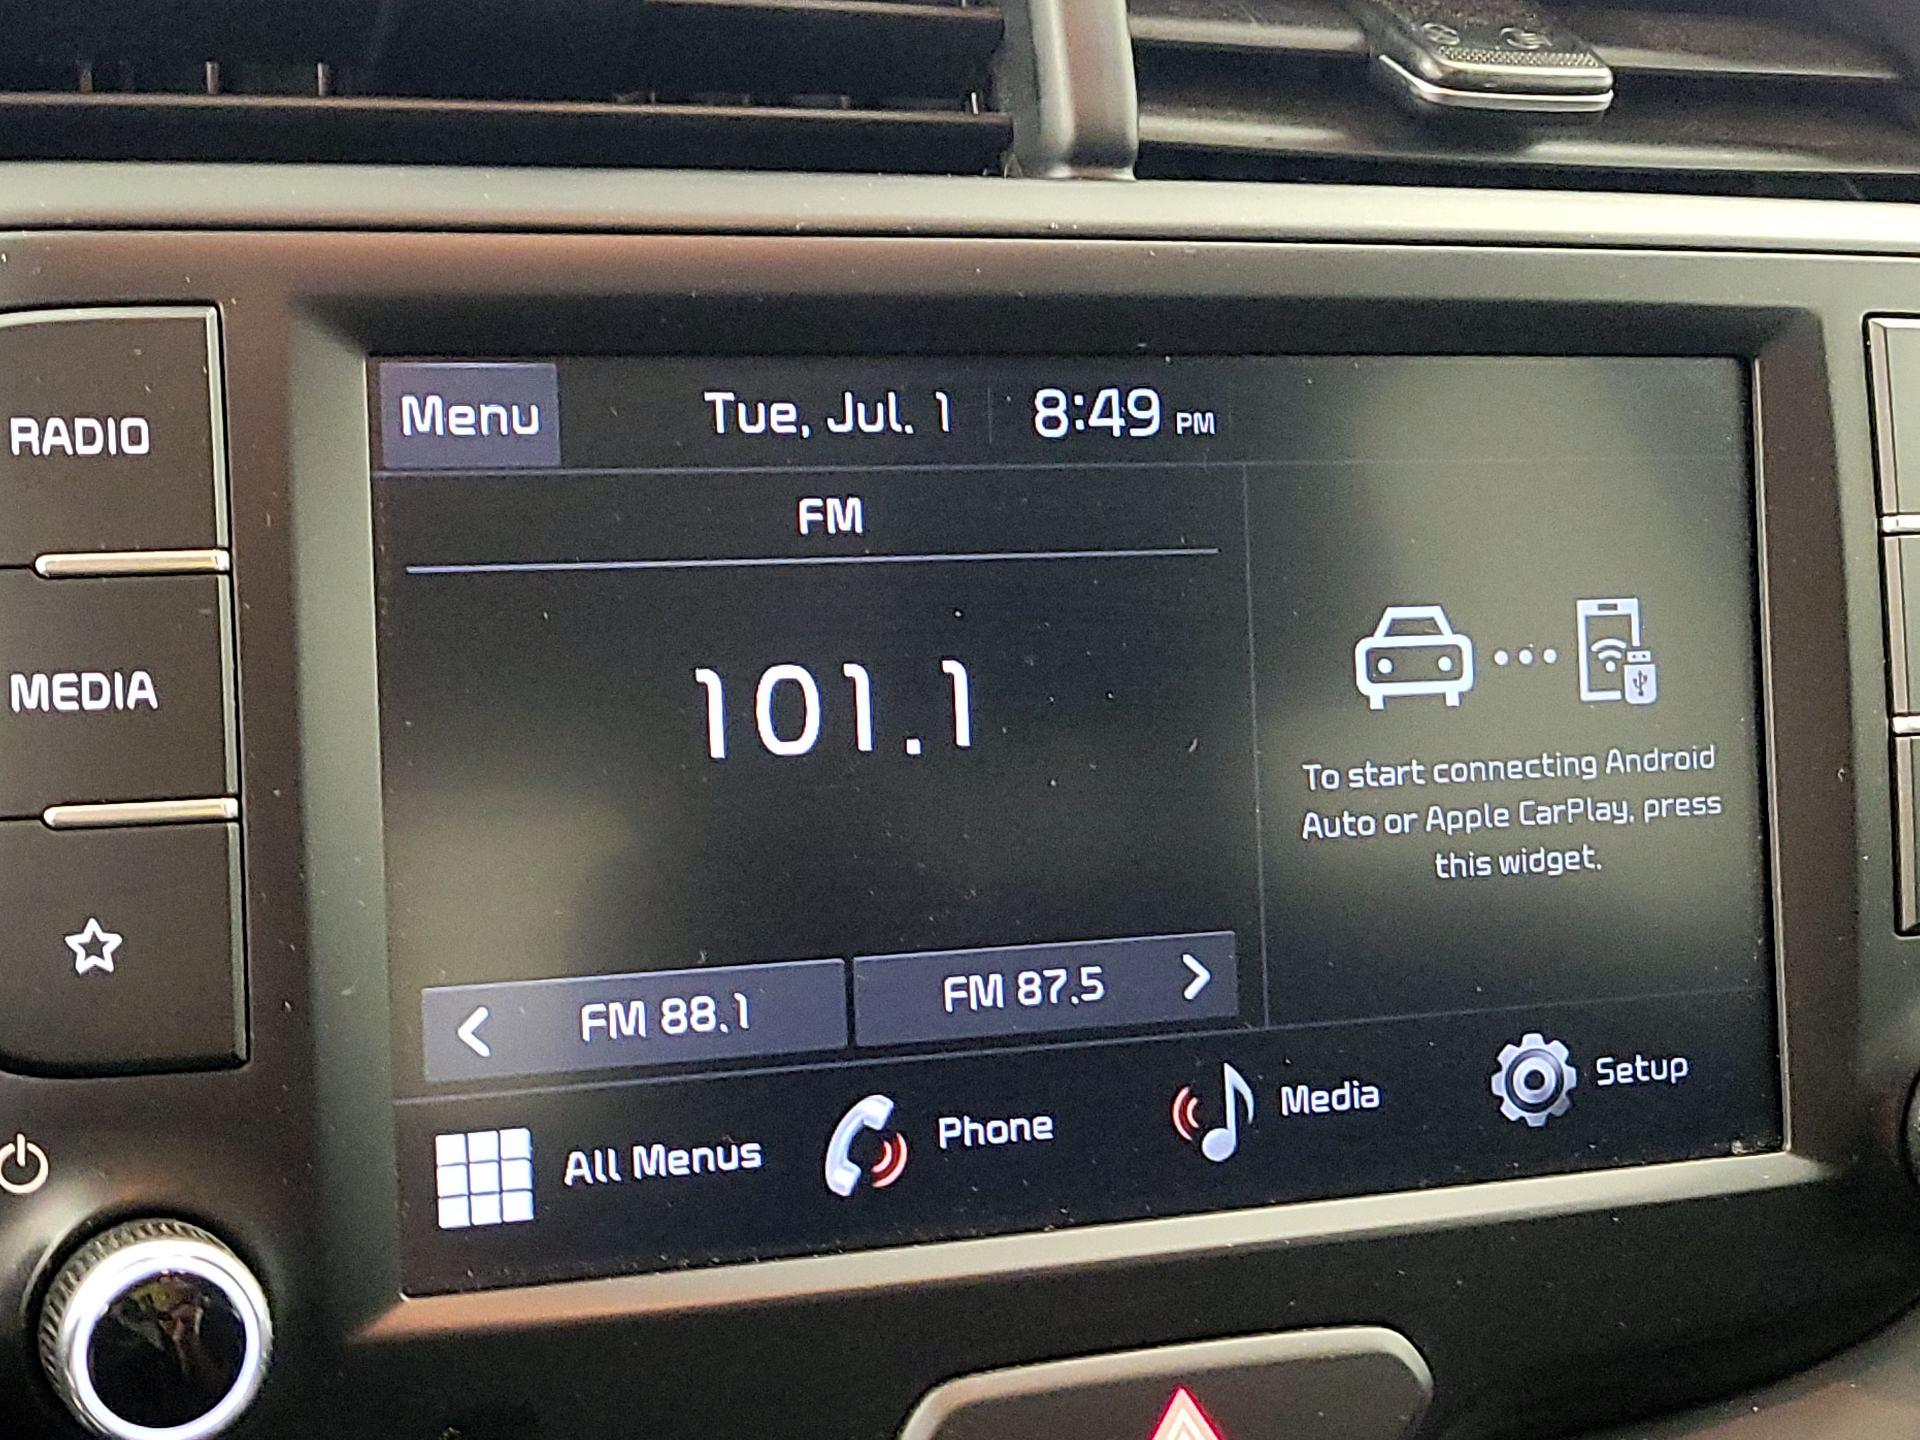 RADIO
MEDIA
Menu
Tue, Jul. 1
8:49 PM
FM
101.1
To start connecting Android
Auto or Apple CarPlay, press
this widget.
FM 88.1
FM 87.5
All Menus
Phone
Media
Setup